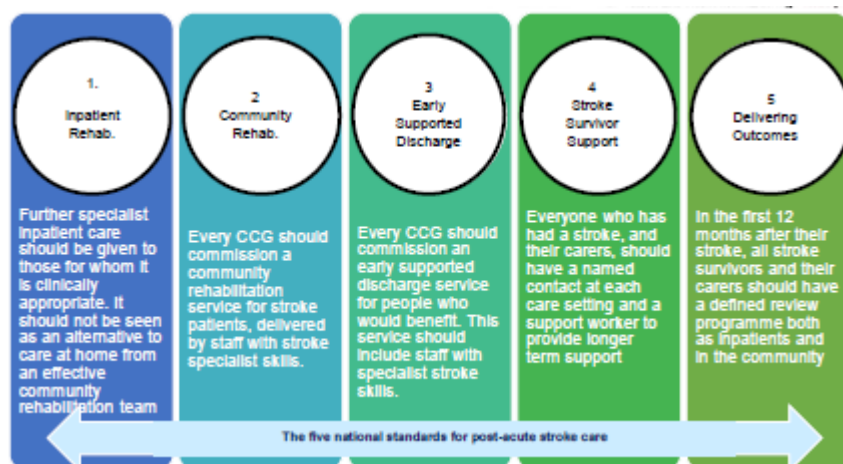 1.
Inpatient
Rehab.
Further specialist
inpatient care
should be given to
those for whom it
is clinically
appropriate. It
should not be seen
as an alternative to
care at home from
an effective
community
rehabilitation team
2
Community
Rehab.
Every CCG should
commission a
community
rehabilitation
service for stroke
patients, delivered
by staff with stroke
specialist skills.
3
Early
Supported
Discharge
Every CCG should
commission an
early supported
discharge service
for people who
would benefit. This
service should
include staff with
specialist stroke
skills.
4
Stroke
Survivor
Support
Everyone who has
had a stroke, and
their carers, should
have a named
contact at each
care setting and a
support worker to
provide longer
term support
5
Delivering
Outcomes
In the first 12
months after their
stroke, all stroke
survivors and their
carers should have
a defined review
programme both
as inpatients and
in the community
The five national standards for post-acute stroke care